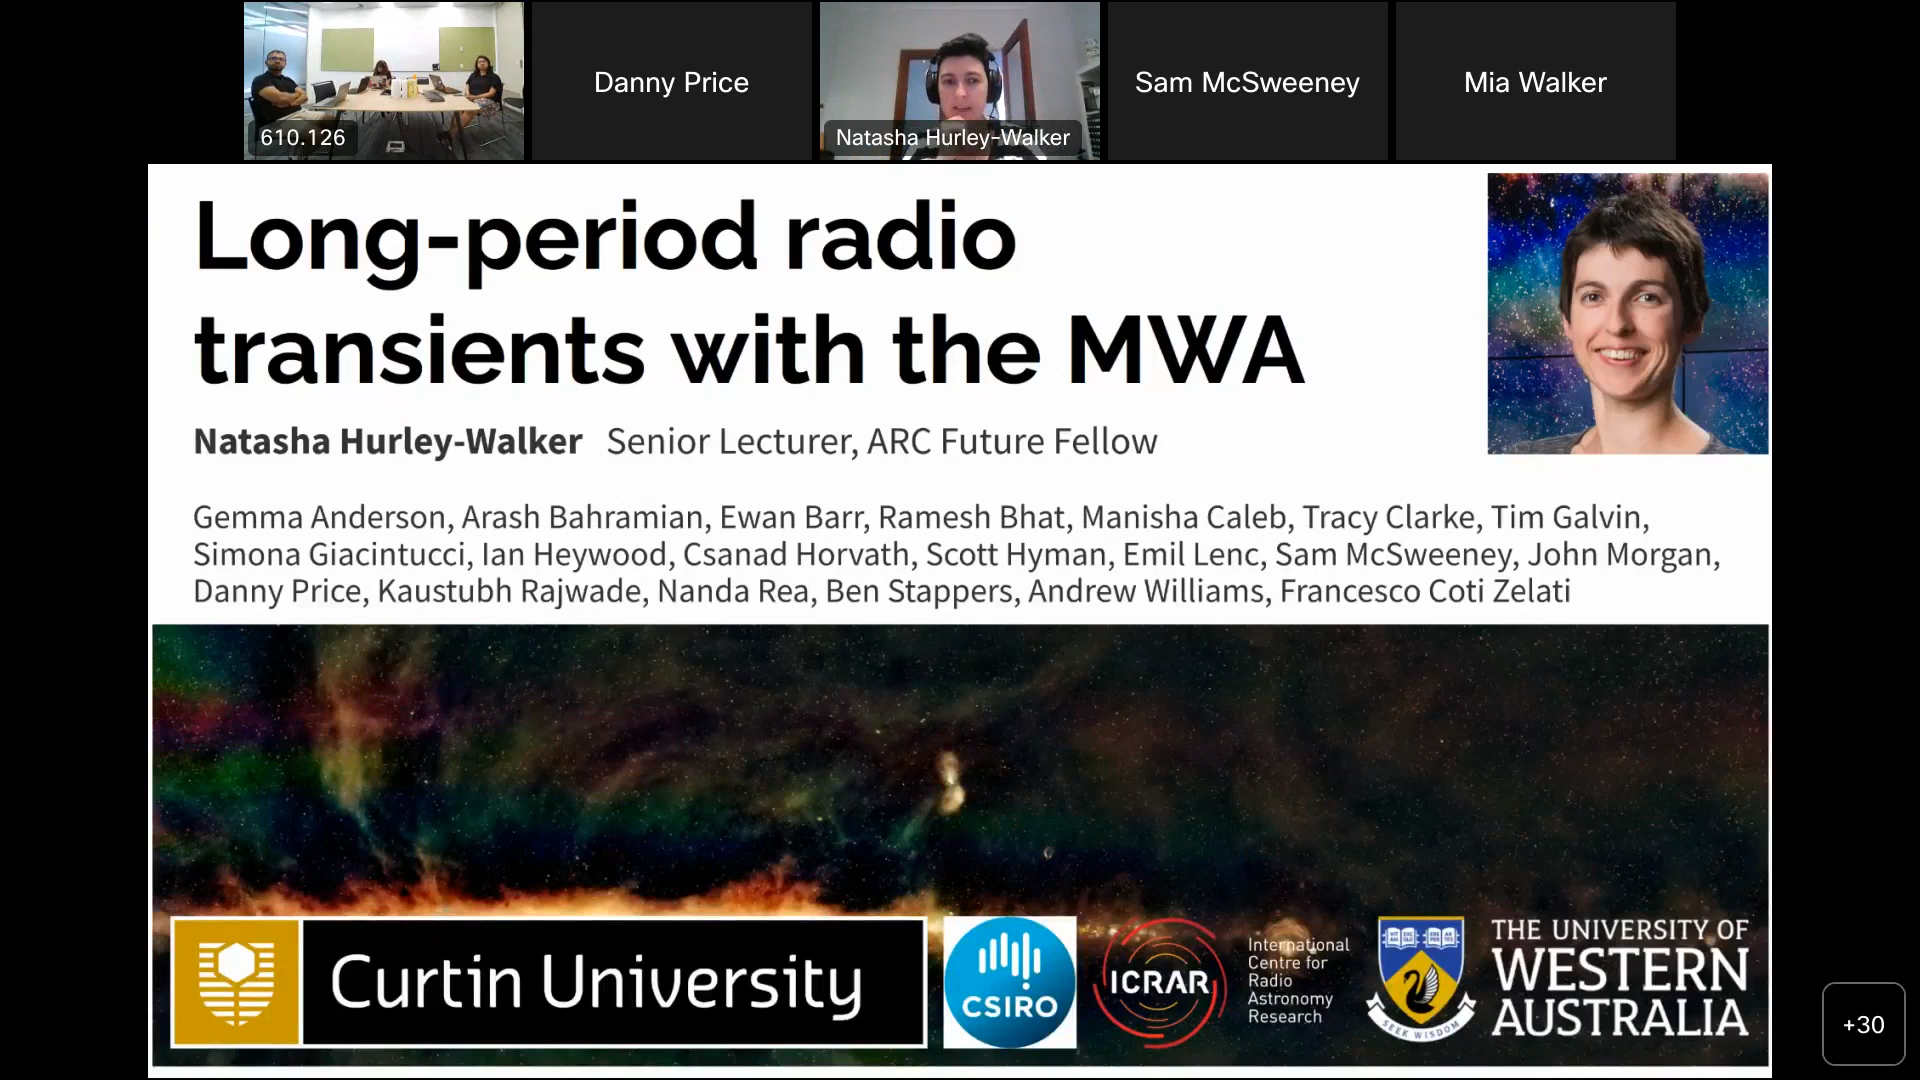 610.126
Danny Price
Natasha Hurley-Walker
Sam McSweeney
Mia Walker
Long-period radio
transients with the MWA
Natasha Hurley-Walker Senior Lecturer, ARC Future Fellow
Gemma Anderson, Arash Bahramian, Ewan Barr, Ramesh Bhat, Manisha Caleb, Tracy Clarke, Tim Galvin,
Simona Giacintucci, Ian Heywood, Csanad Horvath, Scott Hyman, Emil Lenc, Sam McSweeney, John Morgan,
Danny Price, Kaustubh Rajwade, Nanda Rea, Ben Stappers, Andrew Williams, Francesco Coti Zelati
Curtin University
CSIRO
ICRAR
International
Centre for
Radio
Astronomy
Research
SEEK WISDOM
THE UNIVERSITY OF
WESTERN
AUSTRALIA
+30